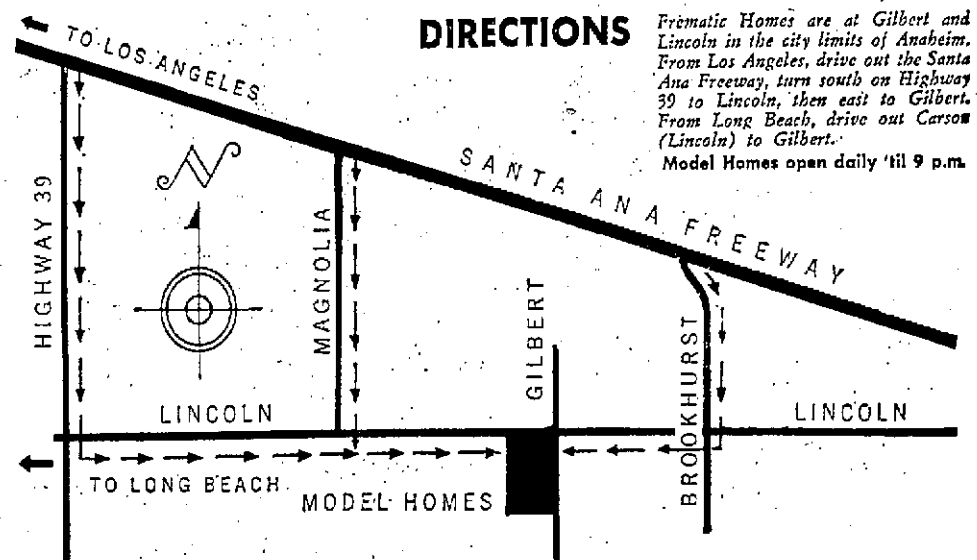 DIRECTIONS
Frematic Homes are at Gilbert and
Lincoln in the city limits of Anaheim.
From Los Angeles, drive out the Santa
Ana Freeway, turn south on Highway
39 to Lincoln, then east to Gilbert.
From Long Beach, drive out Carson
(Lincoln) to Gilbert.
Model Homes open daily 'til 9 p.m.
TO LOS ANGELES
SANTA ANA FREEWAY
N
HIGHWAY 39
MAGNOLIA
GILBERT
BROOKHURST
LINCOLN
LINCOLN
TO LONG BEACH
MODEL HOMES